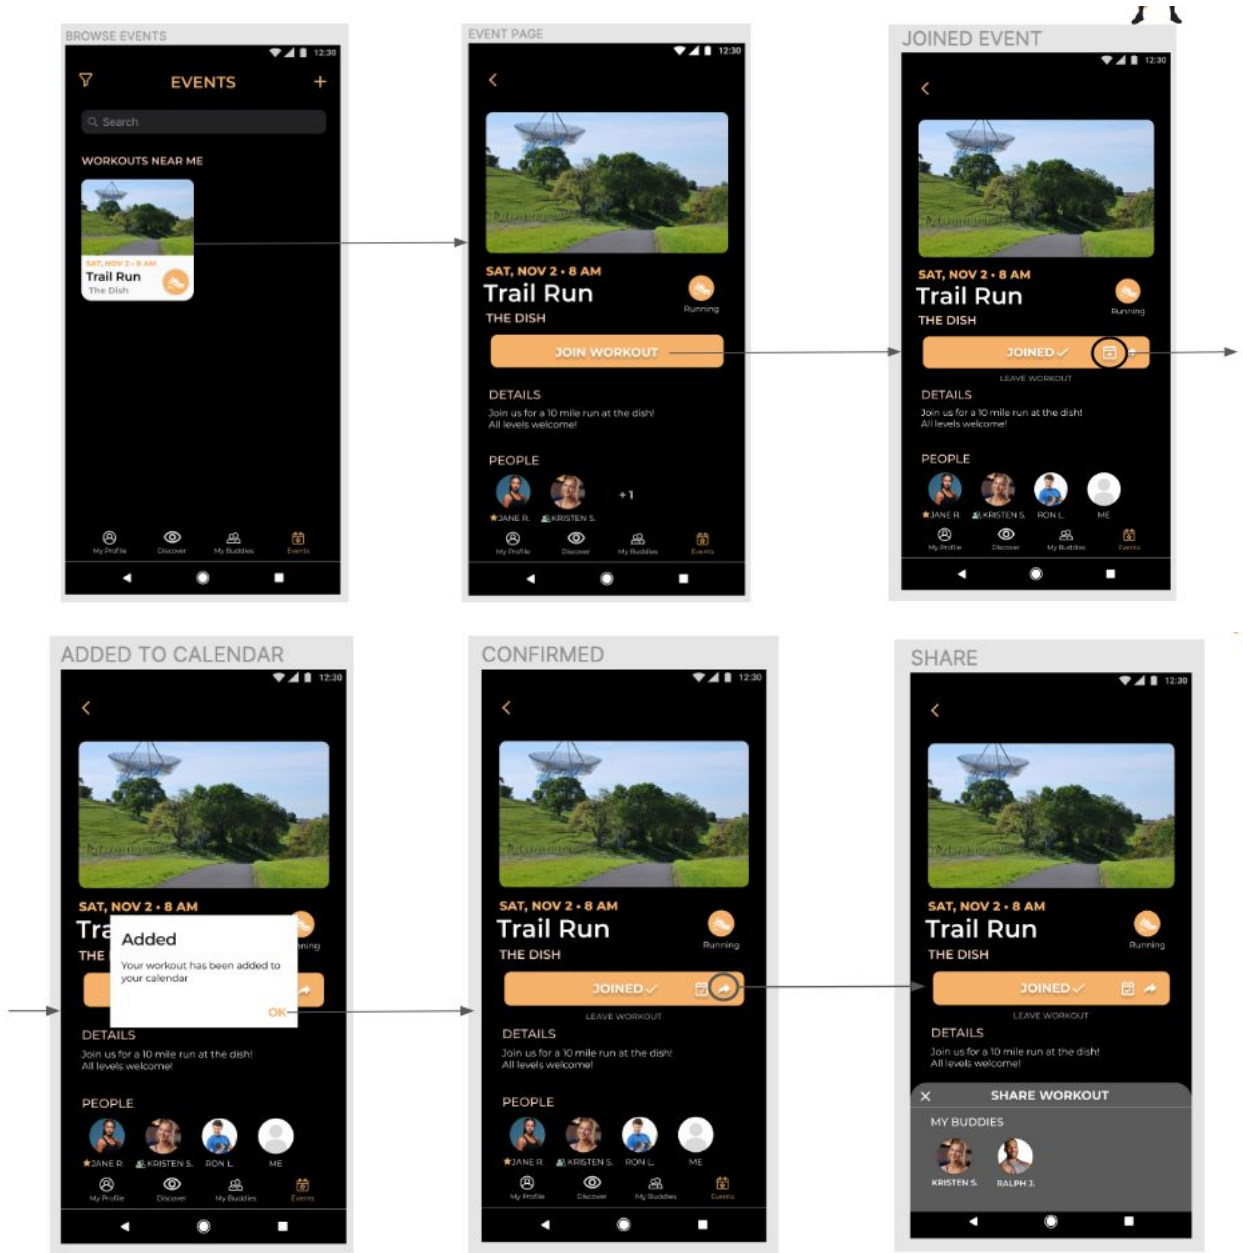 BROWSE EVENTS
12:30
EVENTS
+
Search
WORKOUTS NEAR ME
SAT, NOV 2 • 8 AM
Trail Run
The Dish
My Profile
Discover
My Buddies
Events
EVENT PAGE
12:30
SAT, NOV 2 • 8 AM
Trail Run
Running
THE DISH
JOIN WORKOUT
DETAILS
Join us for a 10 mile run at the dish!
All levels welcome!
PEOPLE
+1
JANE R.
KRISTEN S.
My Profile
Discover
My Buddies
Events
JOINED EVENT
12:30
SAT, NOV 2 • 8 AM
Trail Run
Running
THE DISH
JOINED
LEAVE WORKOUT
DETAILS
Join us for a 10 mile run at the dish!
All levels welcome!
PEOPLE
JANE R.
KRISTEN S.
RON L.
ME
My Profile
Discover
My Buddies
Events
ADDED TO CALENDAR
12:30
SAT, NOV 2 • 8 AM
Tra
THE
Added
Your workout has been added to
your calendar
OK
DETAILS
Join us for a 10 mile run at the dish!
All levels welcome!
PEOPLE
JANE R.
KRISTEN S.
RON L.
ME
My Profile
Discover
My Buddies
Events
CONFIRMED
12:30
SAT, NOV 2 • 8 AM
Trail Run
Running
THE DISH
JOINED
LEAVE WORKOUT
DETAILS
Join us for a 10 mile run at the dish!
All levels welcome!
PEOPLE
JANE R.
KRISTEN S.
RON L.
ME
My Profile
Discover
My Buddies
Events
SHARE
12:30
SAT, NOV 2 • 8 AM
Trail Run
Running
THE DISH
JOINED
LEAVE WORKOUT
DETAILS
Join us for a 10 mile run at the dish!
All levels welcome!
SHARE WORKOUT
MY BUDDIES
KRISTEN S.
RALPH J.